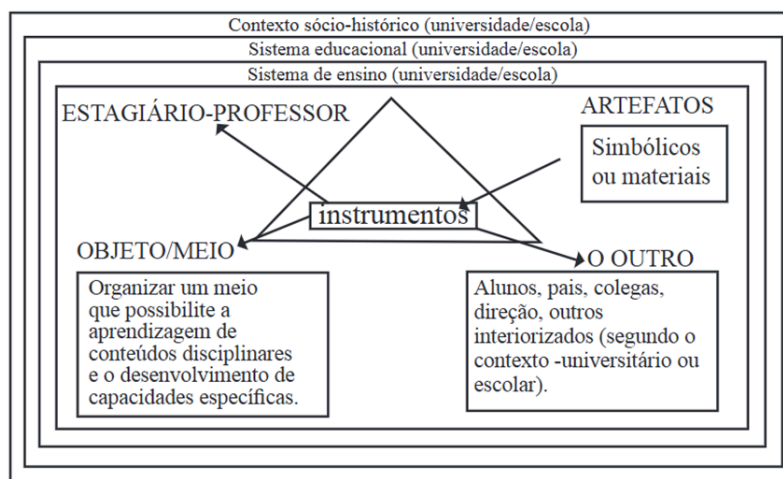 Contexto sócio-histórico (universidade/escola)
Sistema educacional (universidade/escola)
Sistema de ensino (universidade/escola)
ESTAGIÁRIO-PROFESSOR
ARTEFATOS
Simbólicos
ou materiais
instrumentos
OBJETO/MEIO
Organizar um meio
que possibilite a
aprendizagem de
conteúdos disciplinares
e o desenvolvimento de
capacidades específicas.
O OUTRO
Alunos, pais, colegas,
direção, outros
interiorizados (segundo o
contexto -universitário ou
escolar).